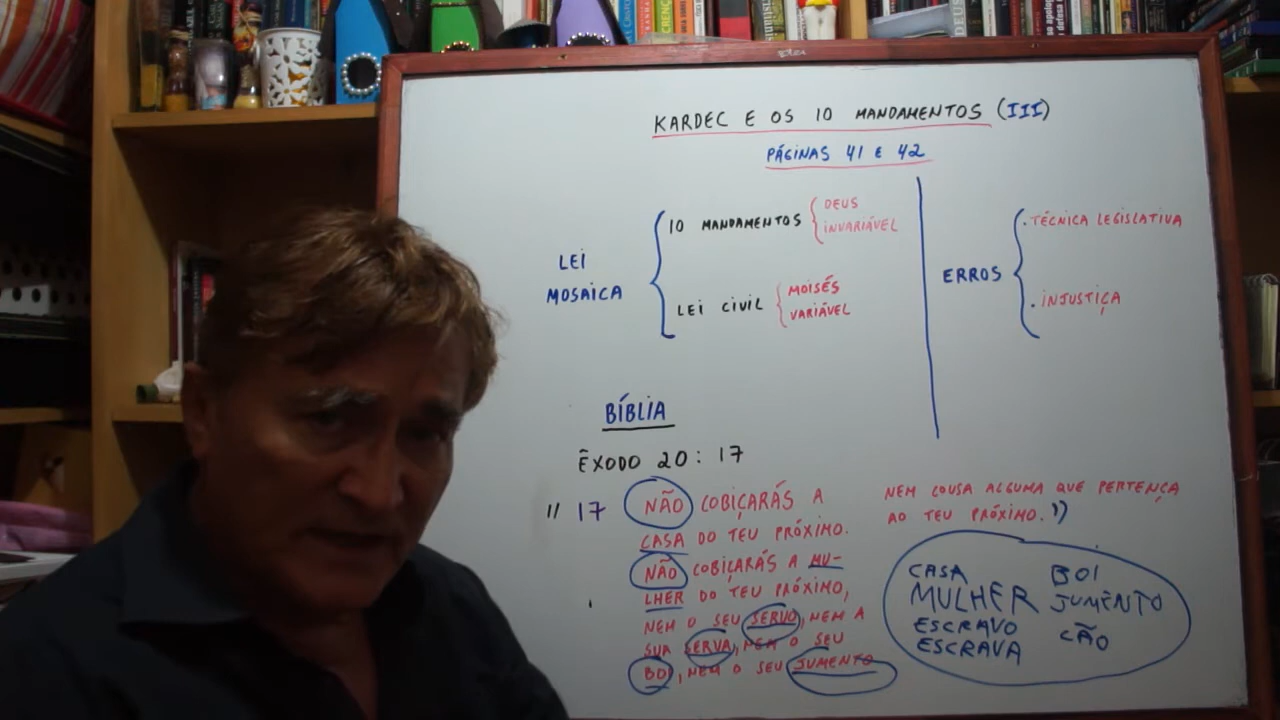 KARDEC E OS 10 MANDAMENTOS (III)
PÁGINAS 41 E 42
LEI
MOSAICA
10 MANDAMENTOS
DEUS
INVARIÁVEL
LEI CIVIL
MOISÉS
VARIÁVEL
ERROS
. TÉCNICA LEGISLATIVA
. INJUSTIÇA
BÍBLIA
ÊXODO 20: 17
" 17 NÃO COBIÇARÁS A
CASA DO TEU PRÓXIMO.
NÃO COBIÇARÁS A MU-
LHER DO TEU PRÓXIMO,
NEM O SEU SERVO, NEM A
SUA SERVA, NEM O SEU
BOI, NEM O SEU JUMENTO
NEM COUSA ALGUMA QUE PERTENÇA
AO TEU PRÓXIMO."
CASA
MULHER
ESCRAVO
ESCRAVA
BOI
JUMENTO
CÃO